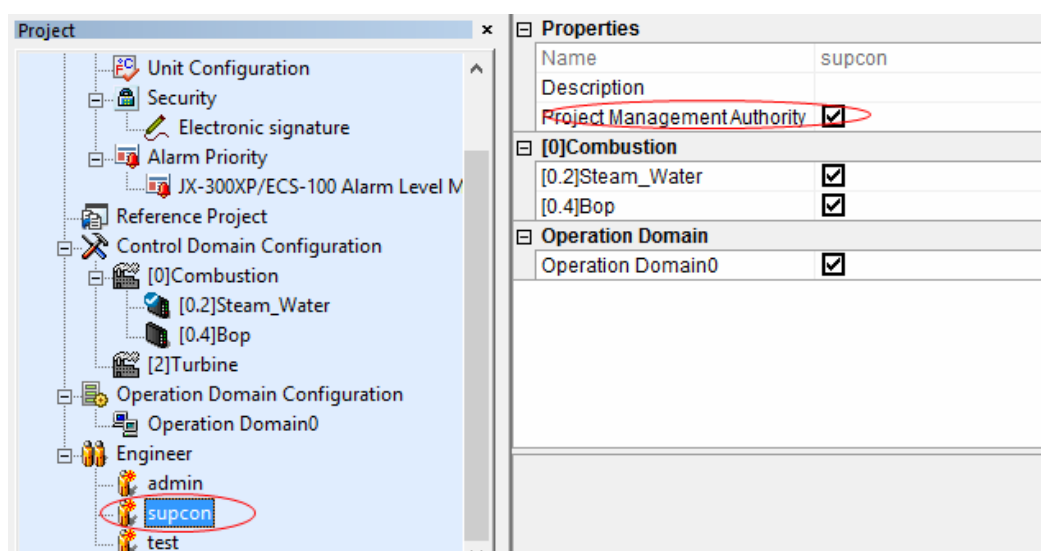 Project
Unit Configuration
Security
Electronic signature
Alarm Priority
JX-300XP/ECS-100 Alarm Level M
Reference Project
Control Domain Configuration
[0]Combustion
[0.2]Steam_Water
[0.4]Bop
[2]Turbine
Operation Domain Configuration
Operation Domain0
Engineer
admin
supcon
test
Properties
Name supcon
Description
Project Management Authority
[0]Combustion
[0.2]Steam_Water
[0.4]Bop
Operation Domain
Operation Domain0